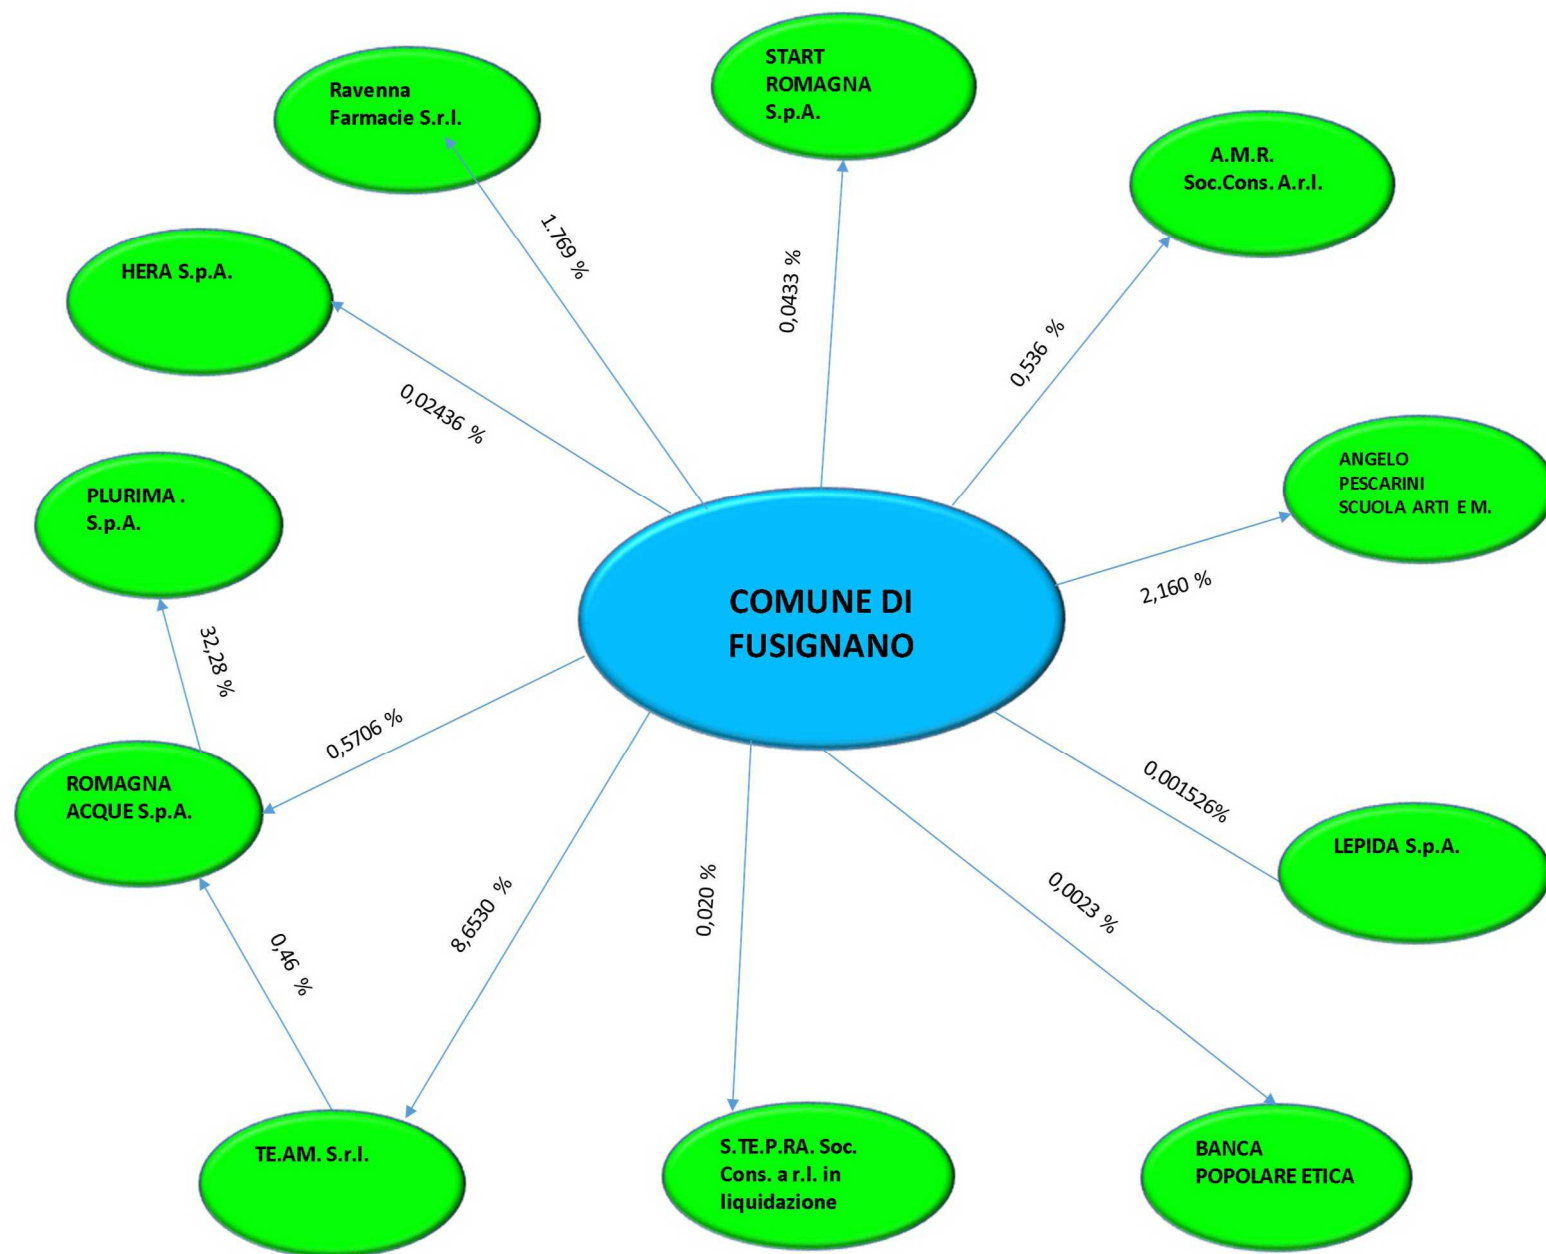 START
ROMAGNA
S.p.A.
Ravenna
Farmacie S.r.l.
A.M.R.
Soc.Cons. A.r.l.
HERA S.p.A.
1.769 %
0,0433 %
0,536 %
0,02436 %
ANGELO
PESCARINI
SCUOLA ARTI E M.
PLURIMA .
S.p.A.
2,160 %
COMUNE DI
FUSIGNANO
32,28 %
0,5706 %
ROMAGNA
ACQUE S.p.A.
0,001526%
LEPIDA S.p.A.
8,6530 %
0,020 %
0,0023 %
0,46 %
TE.AM. S.r.l.
S.TE.P.RA. Soc.
Cons. a r.l. in
liquidazione
BANCA
POPOLARE ETICA